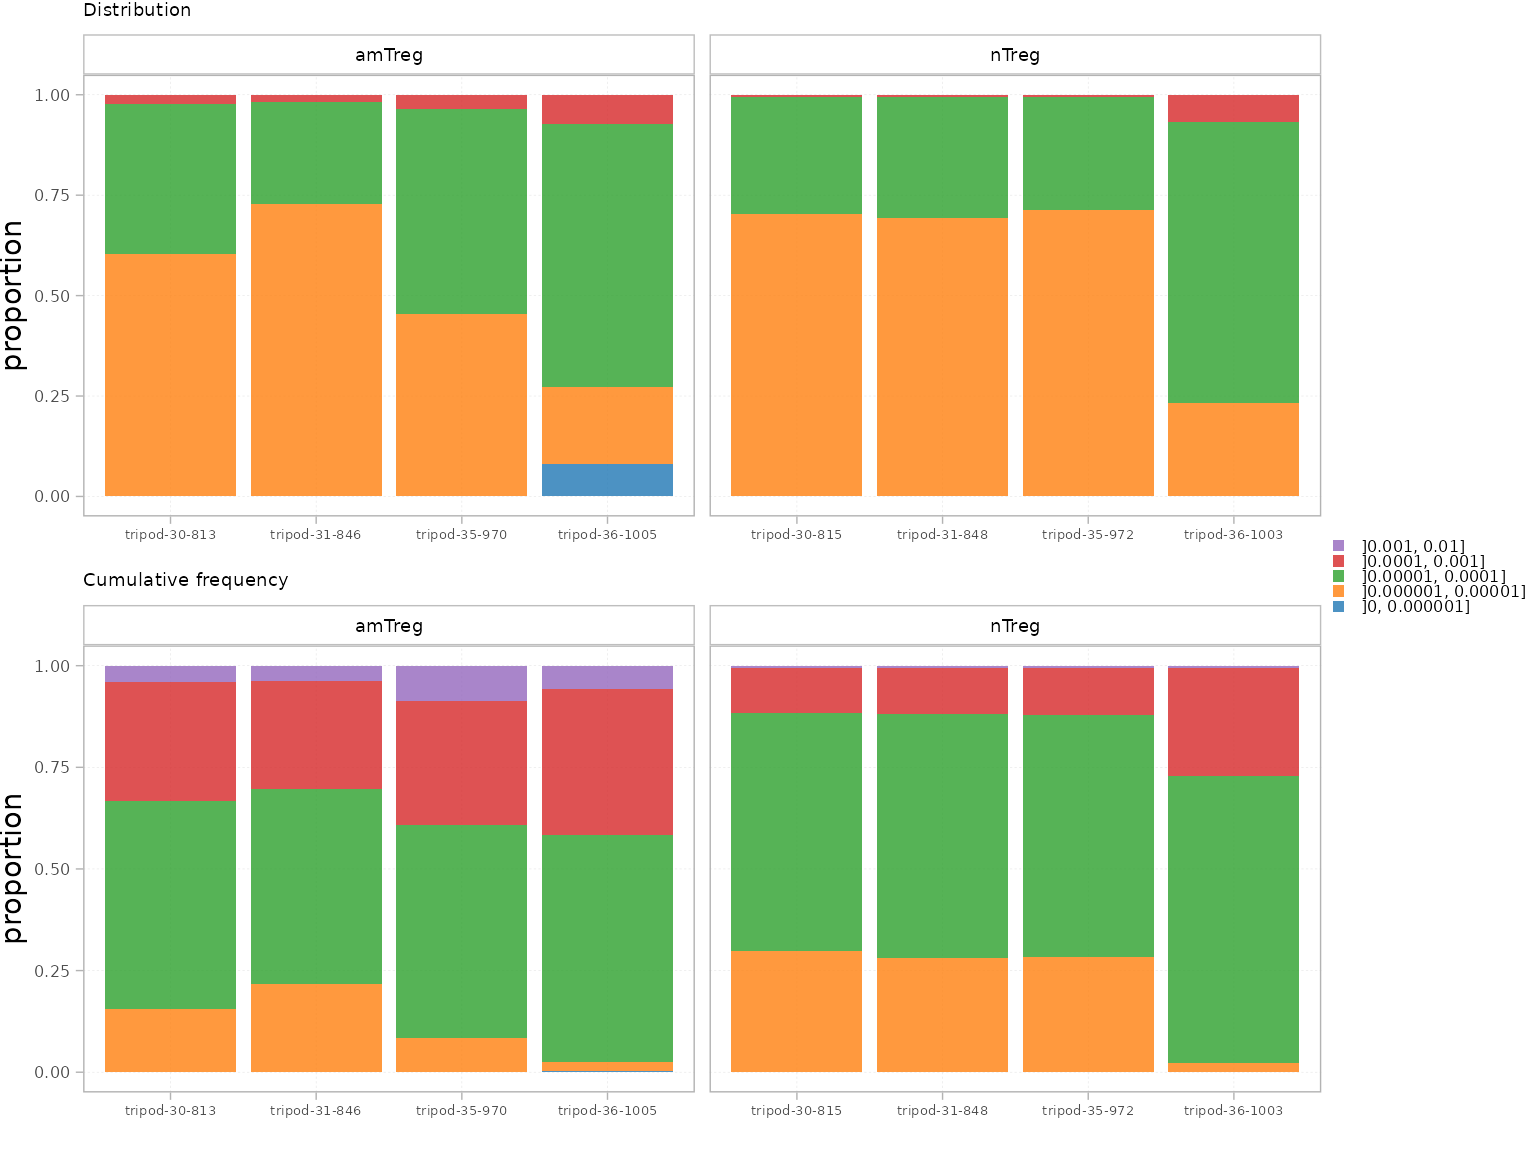 Distribution
amTreg
nTreg
proportion
1.00
0.75
0.50
0.25
0.00
tripod-30-813
tripod-31-846
tripod-35-970
tripod-36-1005
tripod-30-815
tripod-31-848
tripod-35-972
tripod-36-1003
]0.001, 0.01]
]0.0001, 0.001]
]0.00001, 0.0001]
]0.000001, 0.00001]
]0, 0.000001]
Cumulative frequency
amTreg
nTreg
proportion
1.00
0.75
0.50
0.25
0.00
tripod-30-813
tripod-31-846
tripod-35-970
tripod-36-1005
tripod-30-815
tripod-31-848
tripod-35-972
tripod-36-1003